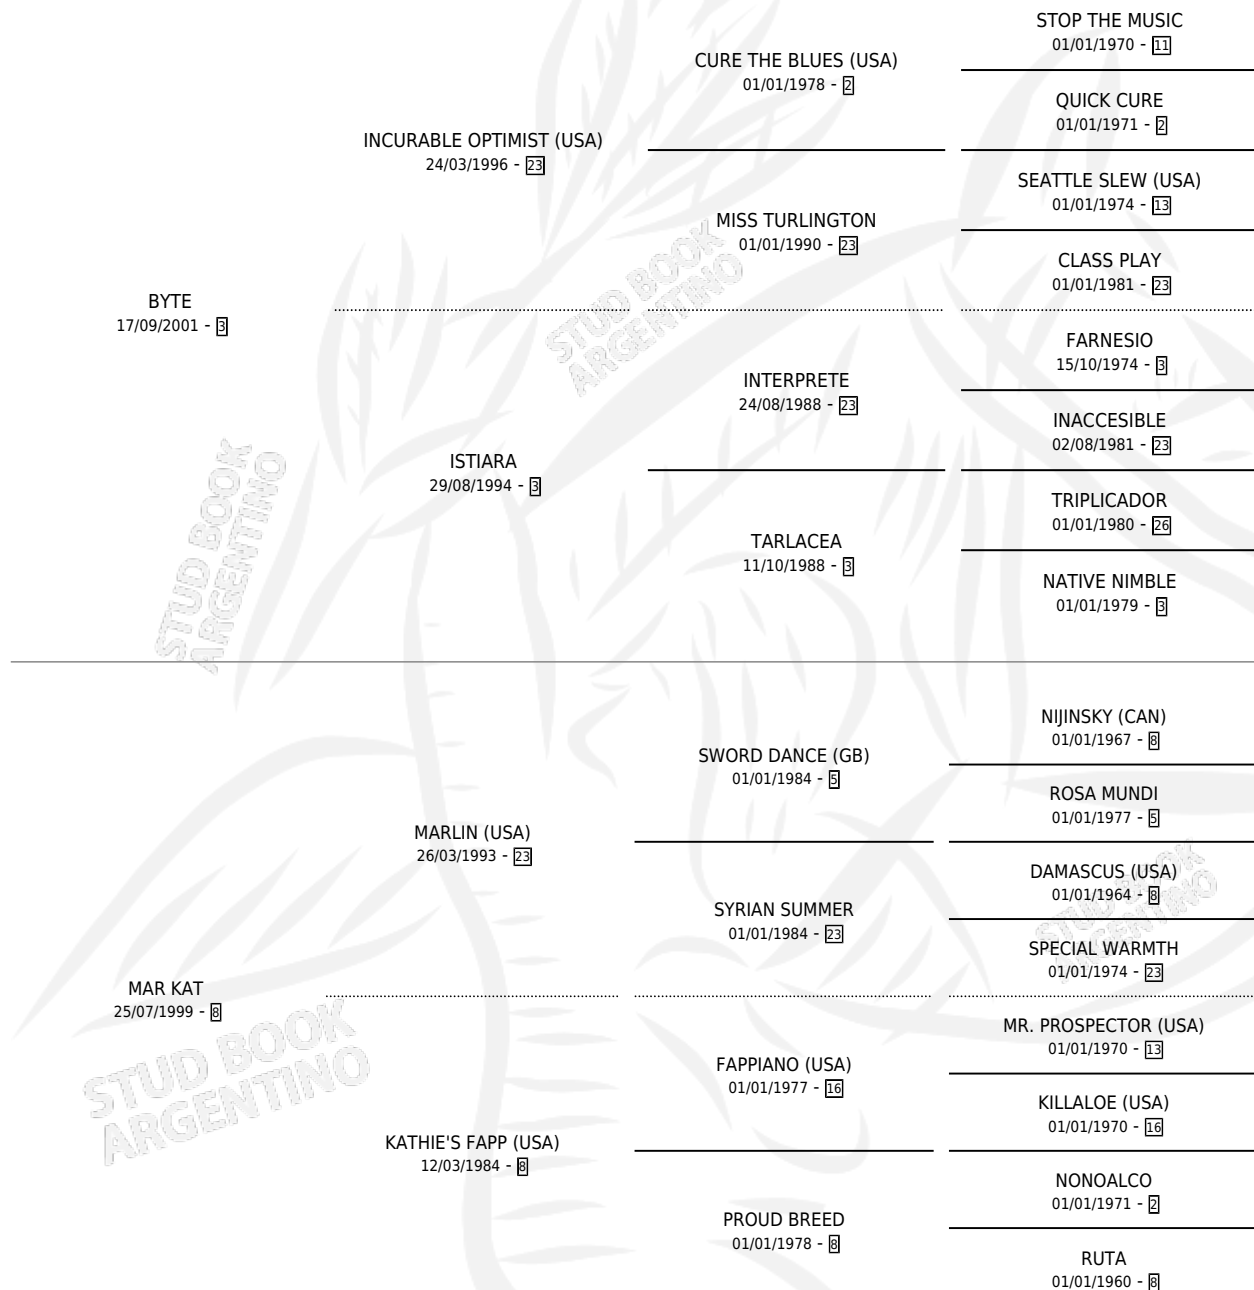 STOP THE MUSIC
01/01/1970 - 11
CURE THE BLUES (USA)
01/01/1978 - 2
QUICK CURE
01/01/1971 - 2
INCURABLE OPTIMIST (USA)
24/03/1996 - 23
SEATTLE SLEW (USA)
01/01/1974 - 13
MISS TURLINGTON
01/01/1990 - 23
CLASS PLAY
01/01/1981 - 23
BYTE
17/09/2001 - 3
FARNESIO
15/10/1974 - 3
INTERPRETE
24/08/1988 - 23
INACCESIBLE
02/08/1981 - 23
ISTIARA
29/08/1994 - 3
TRIPLICADOR
01/01/1980 - 26
TARLACEA
11/10/1988 - 3
NATIVE NIMBLE
01/01/1979 - 3
STUD BOOK
ARGENTINO
STUD BOOK
ARGENTINO
NIJINSKY (CAN)
01/01/1967 - 8
SWORD DANCE (GB)
01/01/1984 - 5
ROSA MUNDI
01/01/1977 - 5
MARLIN (USA)
26/03/1993 - 23
DAMASCUS (USA)
01/01/1964 - 8
SYRIAN SUMMER
01/01/1984 - 23
SPECIAL WARMTH
01/01/1974 - 23
MAR KAT
25/07/1999 - 8
MR. PROSPECTOR (USA)
01/01/1970 - 13
FAPPIANO (USA)
01/01/1977 - 16
KILLALOE (USA)
01/01/1970 - 16
KATHIE'S FAPP (USA)
12/03/1984 - 8
NONOALCO
01/01/1971 - 2
PROUD BREED
01/01/1978 - 8
RUTA
01/01/1960 - 8
STUD BOOK
ARGENTINO
STUD BOOK
ARGENTINO